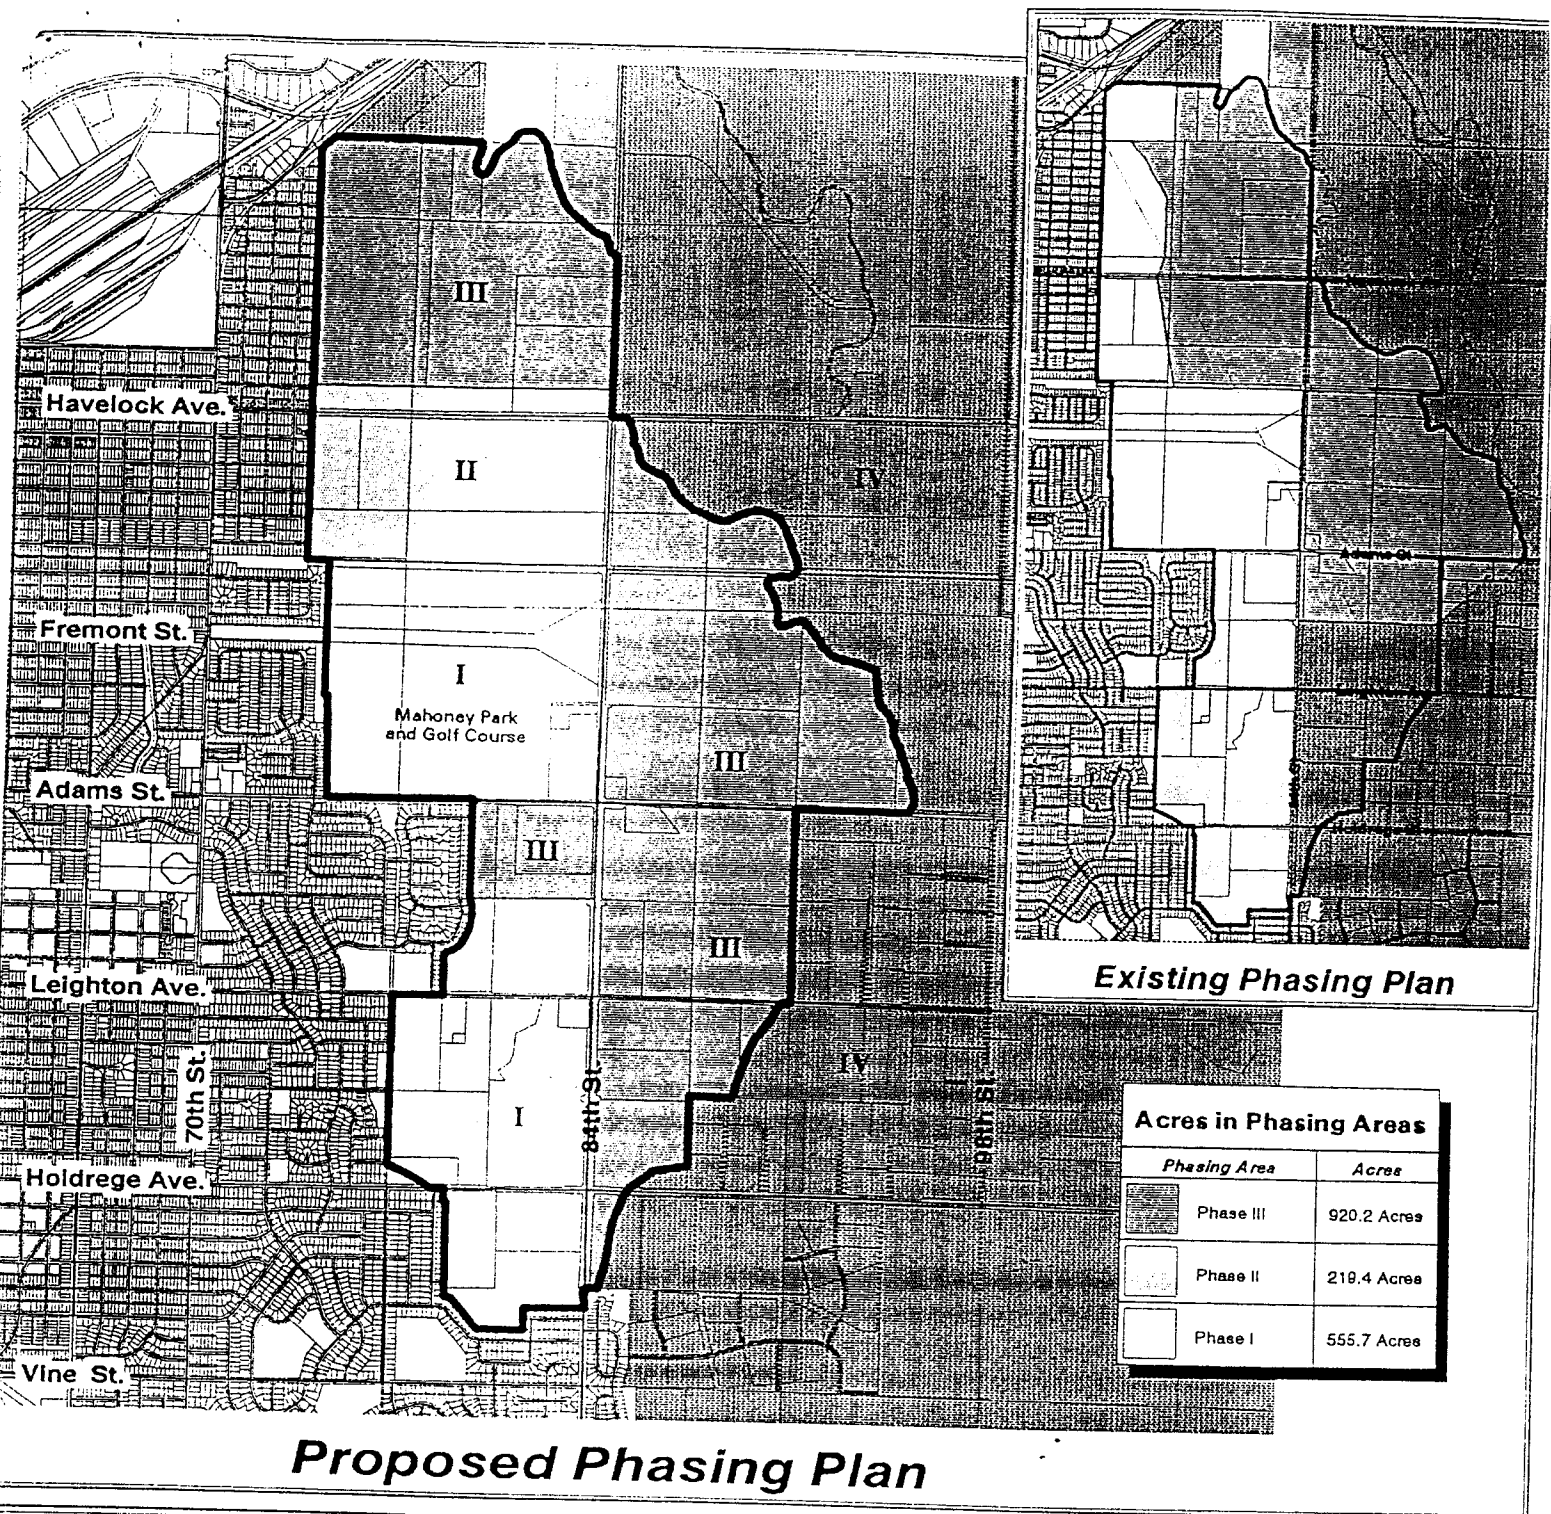 III
Havelock Ave.
II
IV
Fremont St.
I
Mahoney Park
and Golf Course
III
Adams St.
III
III
Leighton Ave.
70th St.
IV
I
84th St.
98th St.
Holdrege Ave.
Vine St.
Proposed Phasing Plan
Adams St
Existing Phasing Plan
Acres in Phasing Areas
Phasing Area Acres
Phase III 920.2 Acres
Phase II 219.4 Acres
Phase I 555.7 Acres